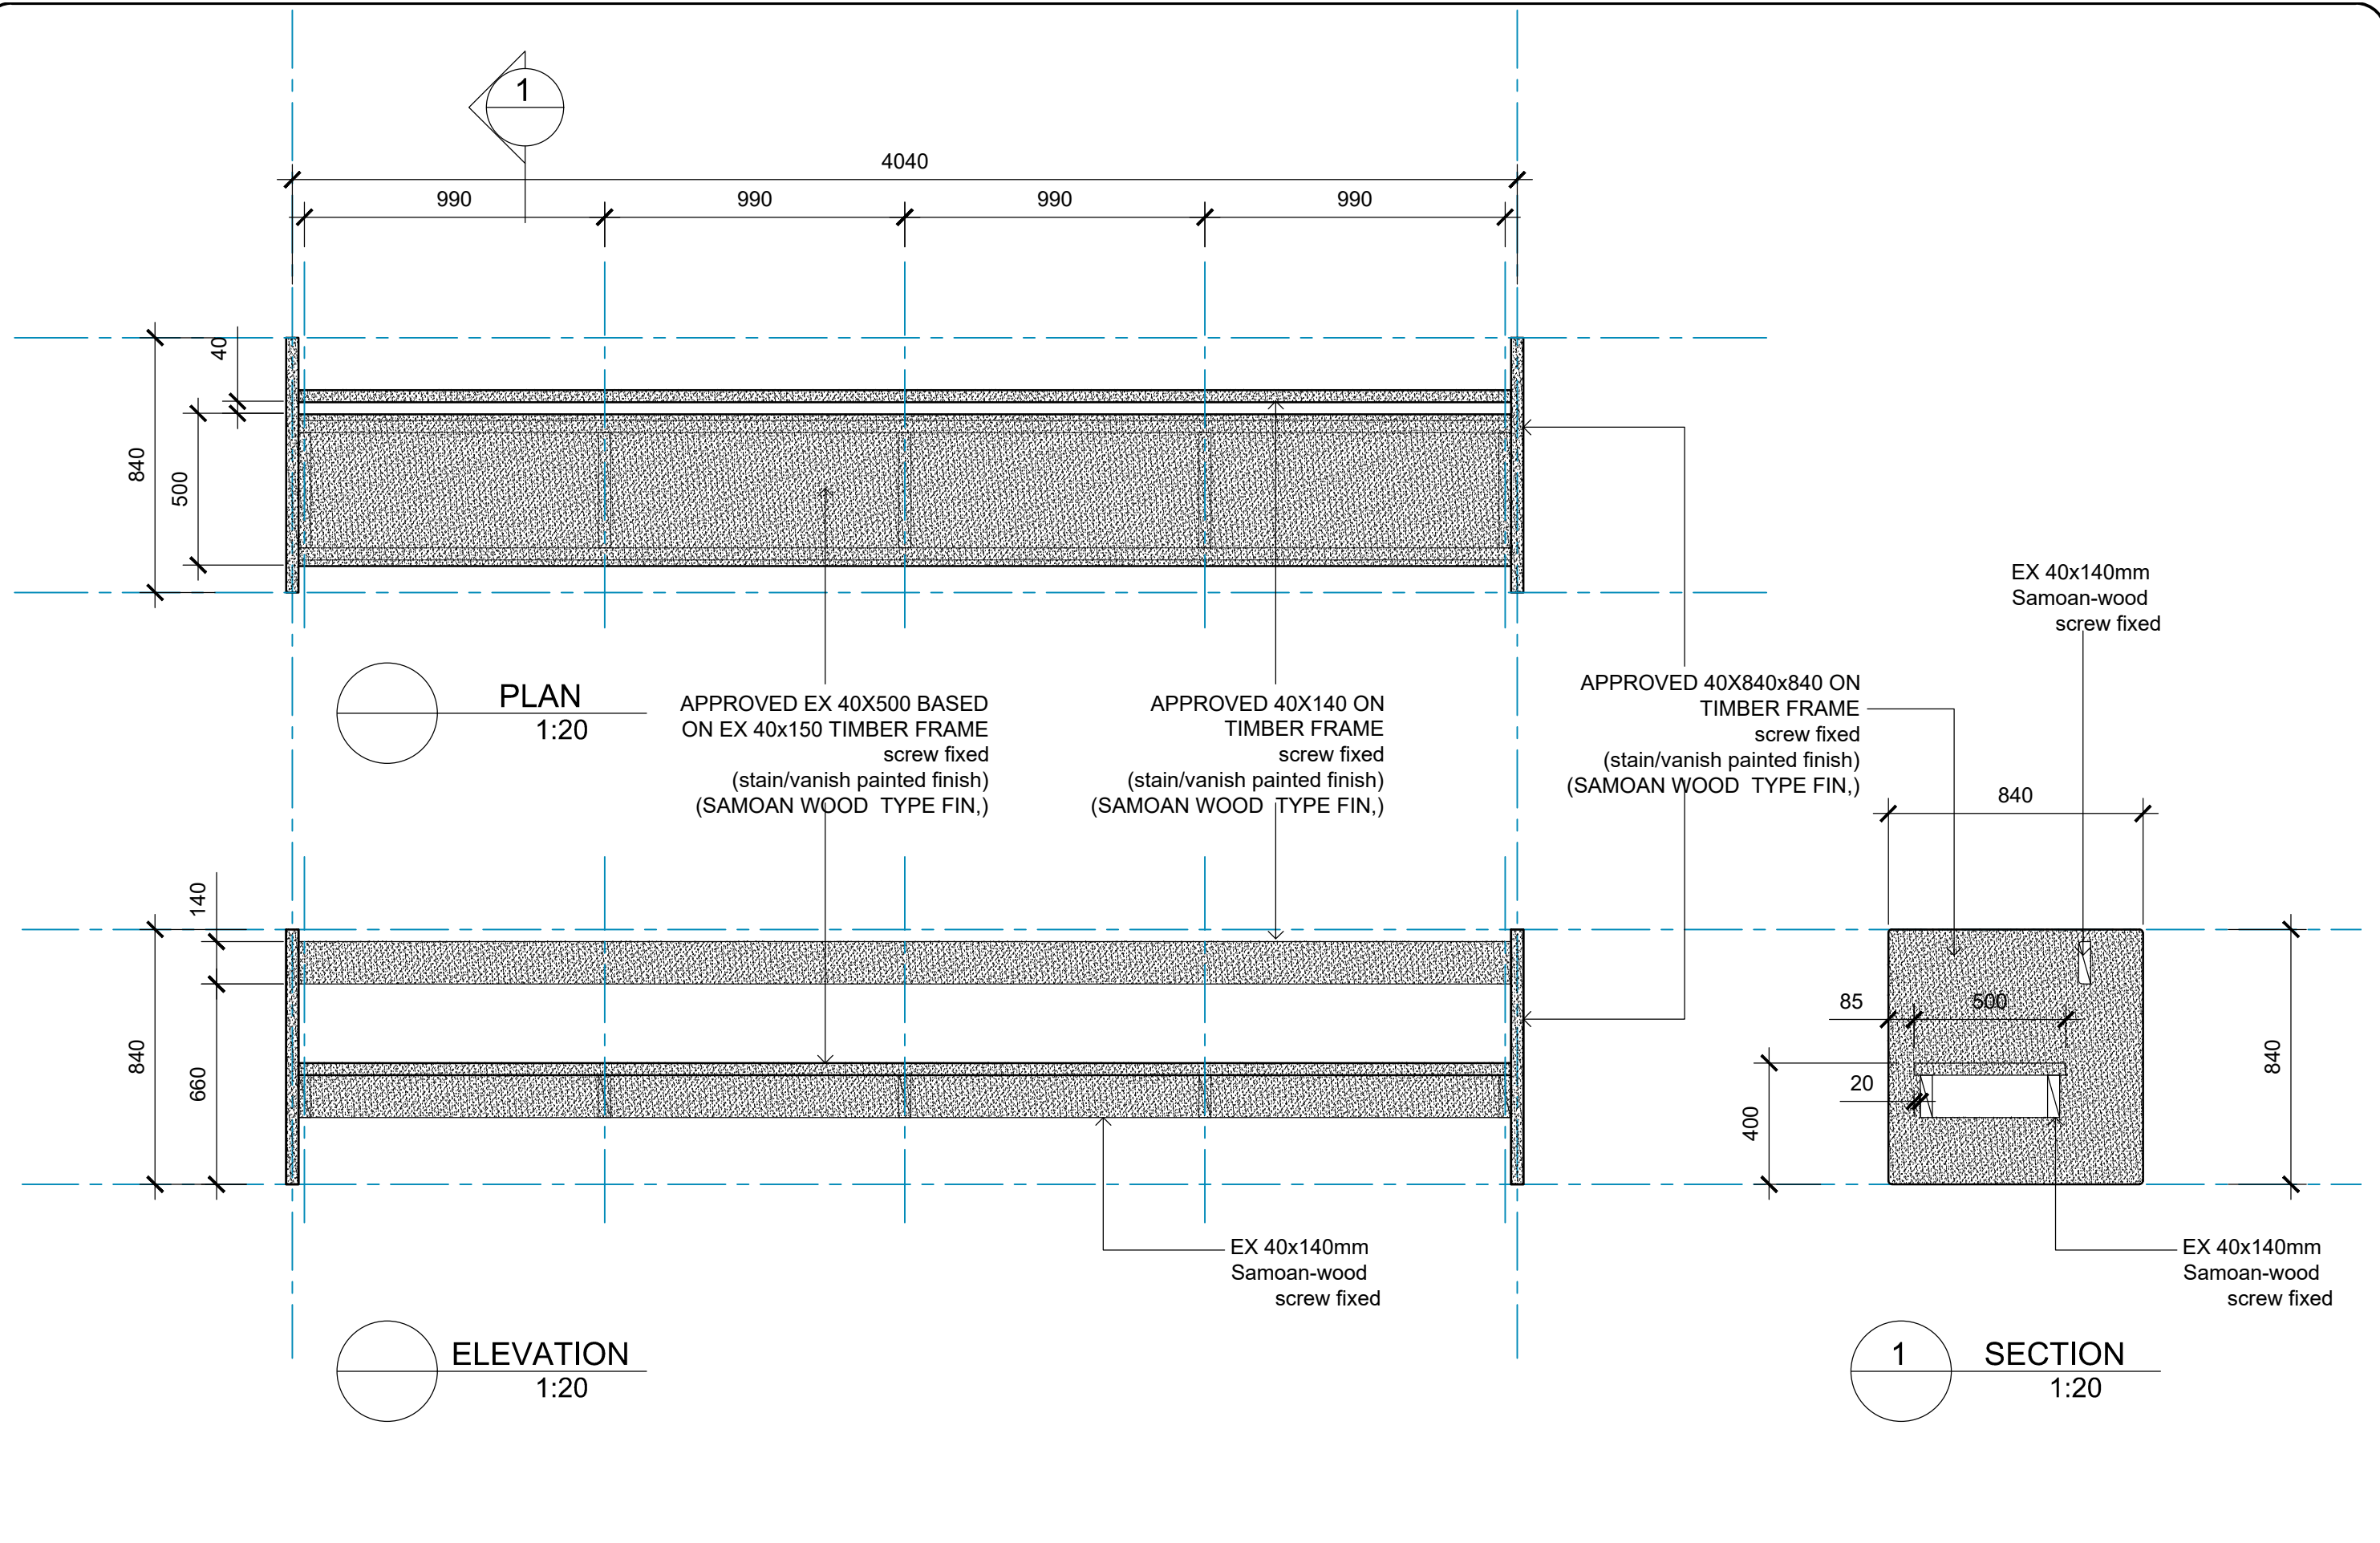 1
4040
990
990
990
990
40
840
500
EX 40x140mm
Samoan-wood
screw fixed
PLAN
1:20
APPROVED EX 40X500 BASED
ON EX 40x150 TIMBER FRAME
screw fixed
(stain/vanish painted finish)
(SAMOAN WOOD TYPE FIN,)
APPROVED 40X140 ON
TIMBER FRAME
screw fixed
(stain/vanish painted finish)
(SAMOAN WOOD TYPE FIN,)
APPROVED 40X840x840 ON
TIMBER FRAME
screw fixed
(stain/vanish painted finish)
(SAMOAN WOOD TYPE FIN,)
840
140
840
660
85
500
20
400
840
EX 40x140mm
Samoan-wood
screw fixed
EX 40x140mm
Samoan-wood
screw fixed
ELEVATION
1:20
1
SECTION
1:20